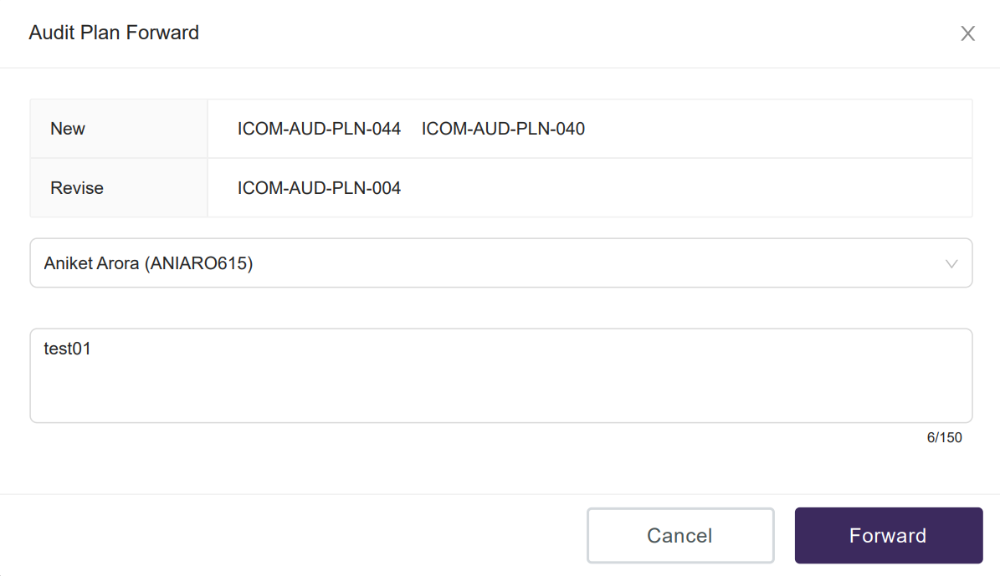 Audit Plan Forward
New ICOM-AUD-PLN-044 ICOM-AUD-PLN-040
Revise ICOM-AUD-PLN-004
Aniket Arora (ANIARO615)
test01
6/150
Cancel Forward